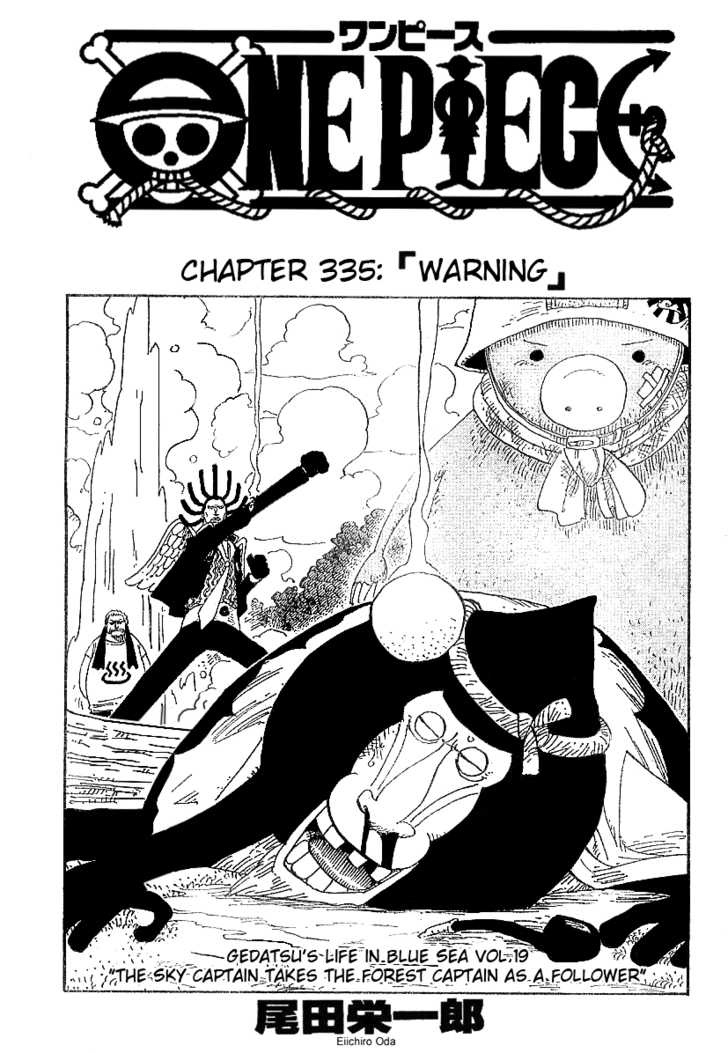 ワンピース
ONE PIECE
CHAPTER 335:「WARNING」
GEDATSU'S LIFE IN BLUE SEA VOL.19
"THE SKY CAPTAIN TAKES THE FOREST CAPTAIN AS A FOLLOWER"
尾田栄一郎
Eiichiro Oda